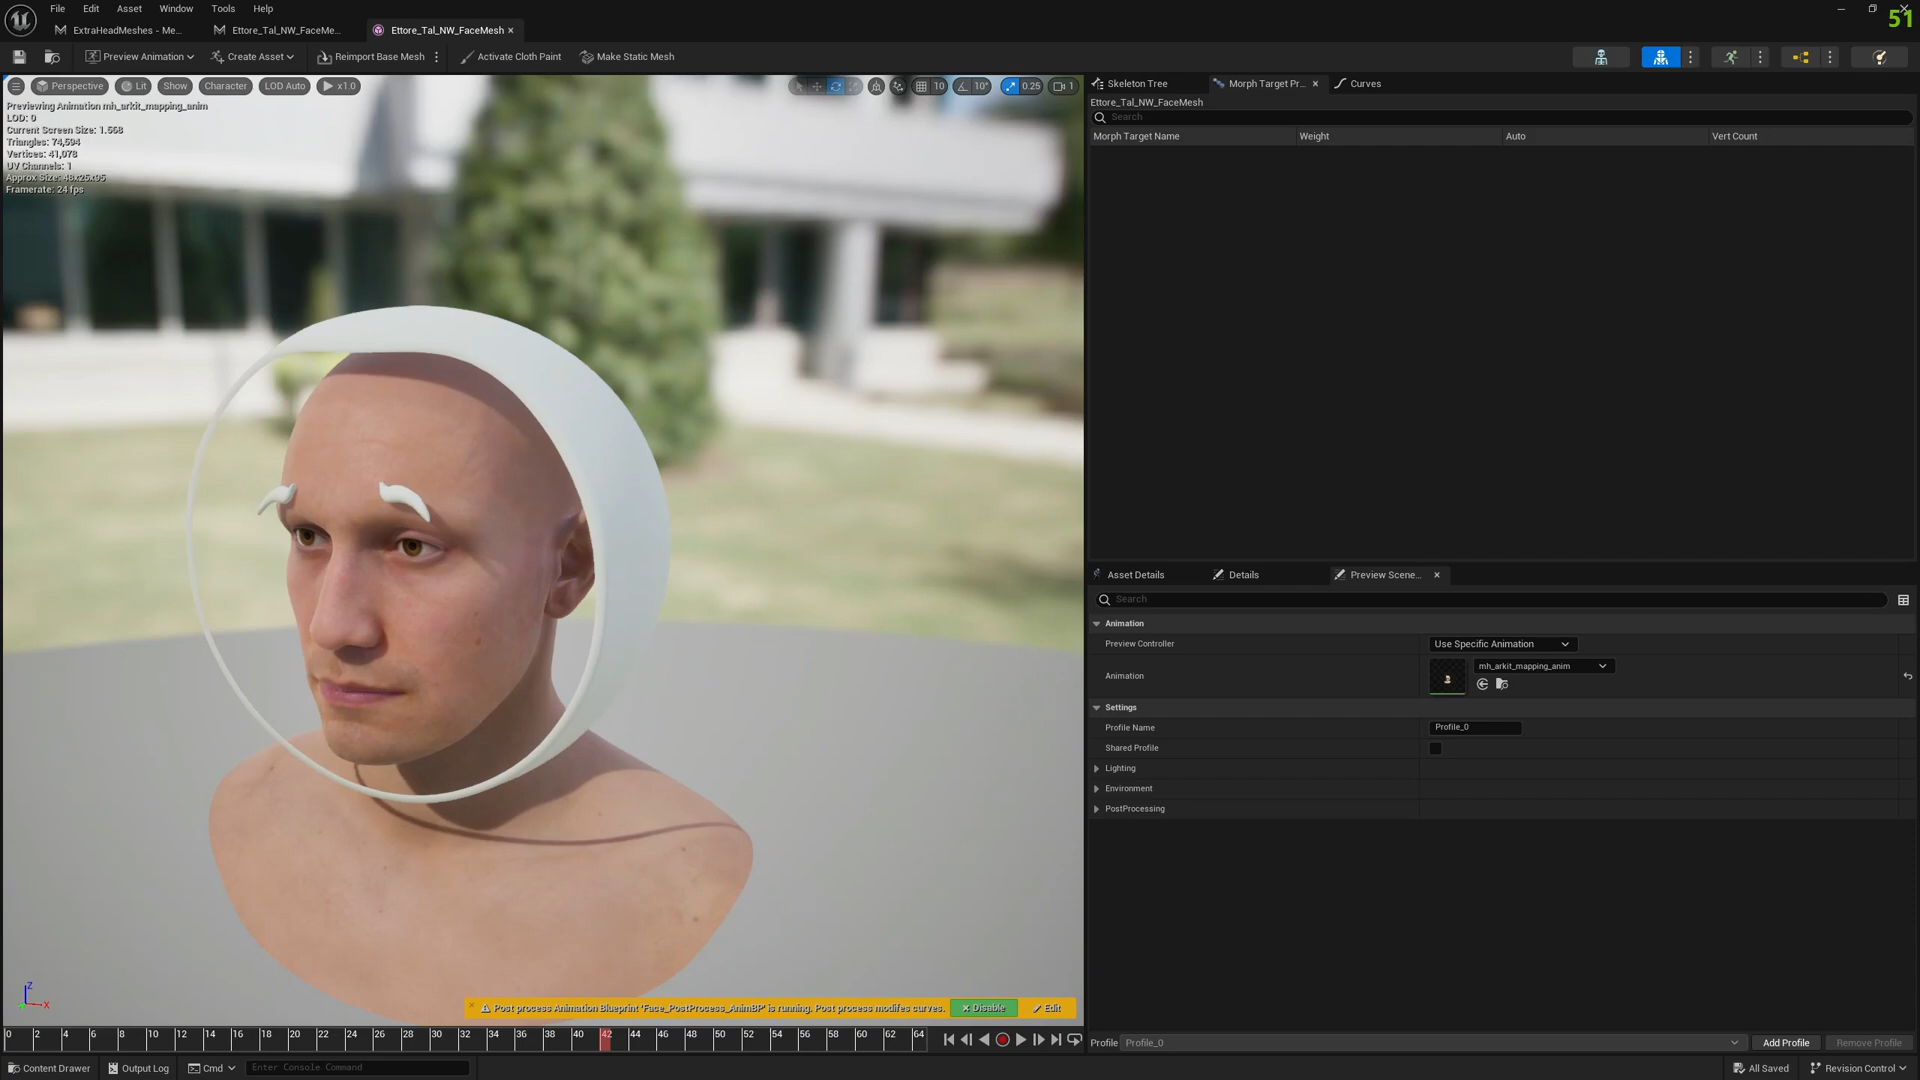 File Edit Asset Window Tools Help
51
ExtraHeadMeshes - Me...
Ettore_Tal_NW_FaceMe...
Ettore_Tal_NW_FaceMesh
Preview Animation
Create Asset
Reimport Base Mesh
Activate Cloth Paint
Make Static Mesh
Perspective Lit Show Character LOD Auto x1.0
10 10° 0.25 1
Previewing Animation mh_arkit_mapping_anim
LOD: 0
Current Screen Size: 1.568
Triangles: 74,594
Vertices: 41,078
UV Channels: 1
Approx Size: 48x25x95
Framerate: 24 fps
Skeleton Tree
Morph Target Pr...
Curves
Ettore_Tal_NW_FaceMesh
Search
Morph Target Name Weight Auto Vert Count
Asset Details
Details
Preview Scene...
Search
Animation
Preview Controller Use Specific Animation
Animation mh_arkit_mapping_anim
Settings
Profile Name Profile_0
Shared Profile
Lighting
Environment
PostProcessing
Z
X
Post process Animation Blueprint 'Face_PostProcess_AnimBP' is running. Post process modifes curves. Disable Edit
0 2 4 6 8 10 12 14 16 18 20 22 24 26 28 30 32 34 36 38 40 42 44 46 48 50 52 54 56 58 60 62 64
Profile Profile_0 Add Profile Remove Profile
Content Drawer Output Log Cmd Enter Console Command
All Saved Revision Control